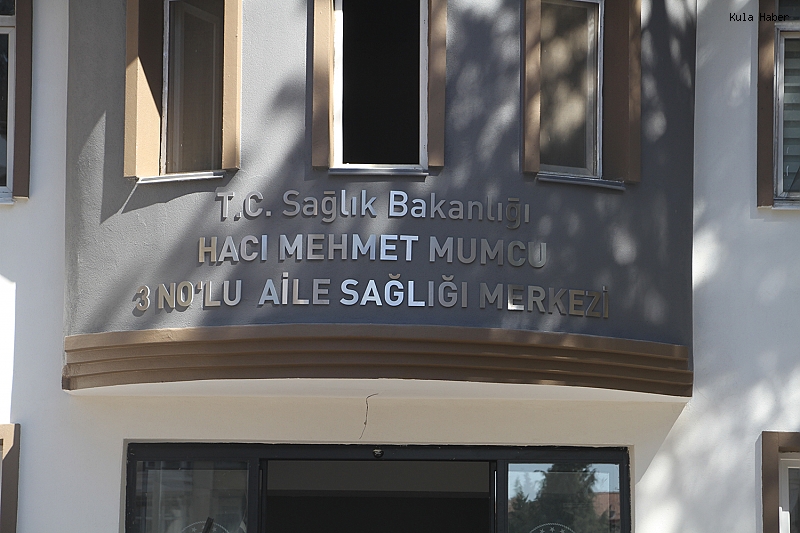 Kula Haber
T.C. Sağlık Bakanlığı
HACI MEHMET MUMCU
3 NO'LU AİLE SAĞLIĞI MERKEZİ